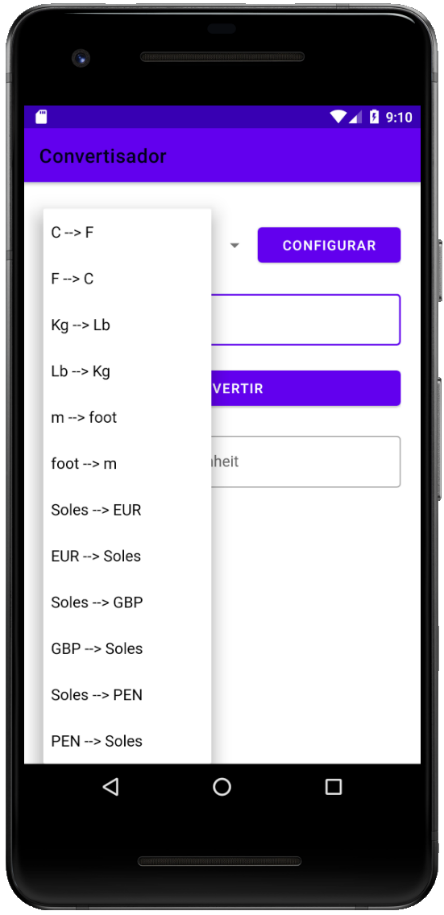 9:10
Convertisador
C --> F
CONFIGURAR
F --> C
Kg --> Lb
Lb --> Kg
VERTIR
m --> foot
foot --> m
nheit
Soles --> EUR
EUR --> Soles
Soles --> GBP
GBP --> Soles
Soles --> PEN
PEN --> Soles